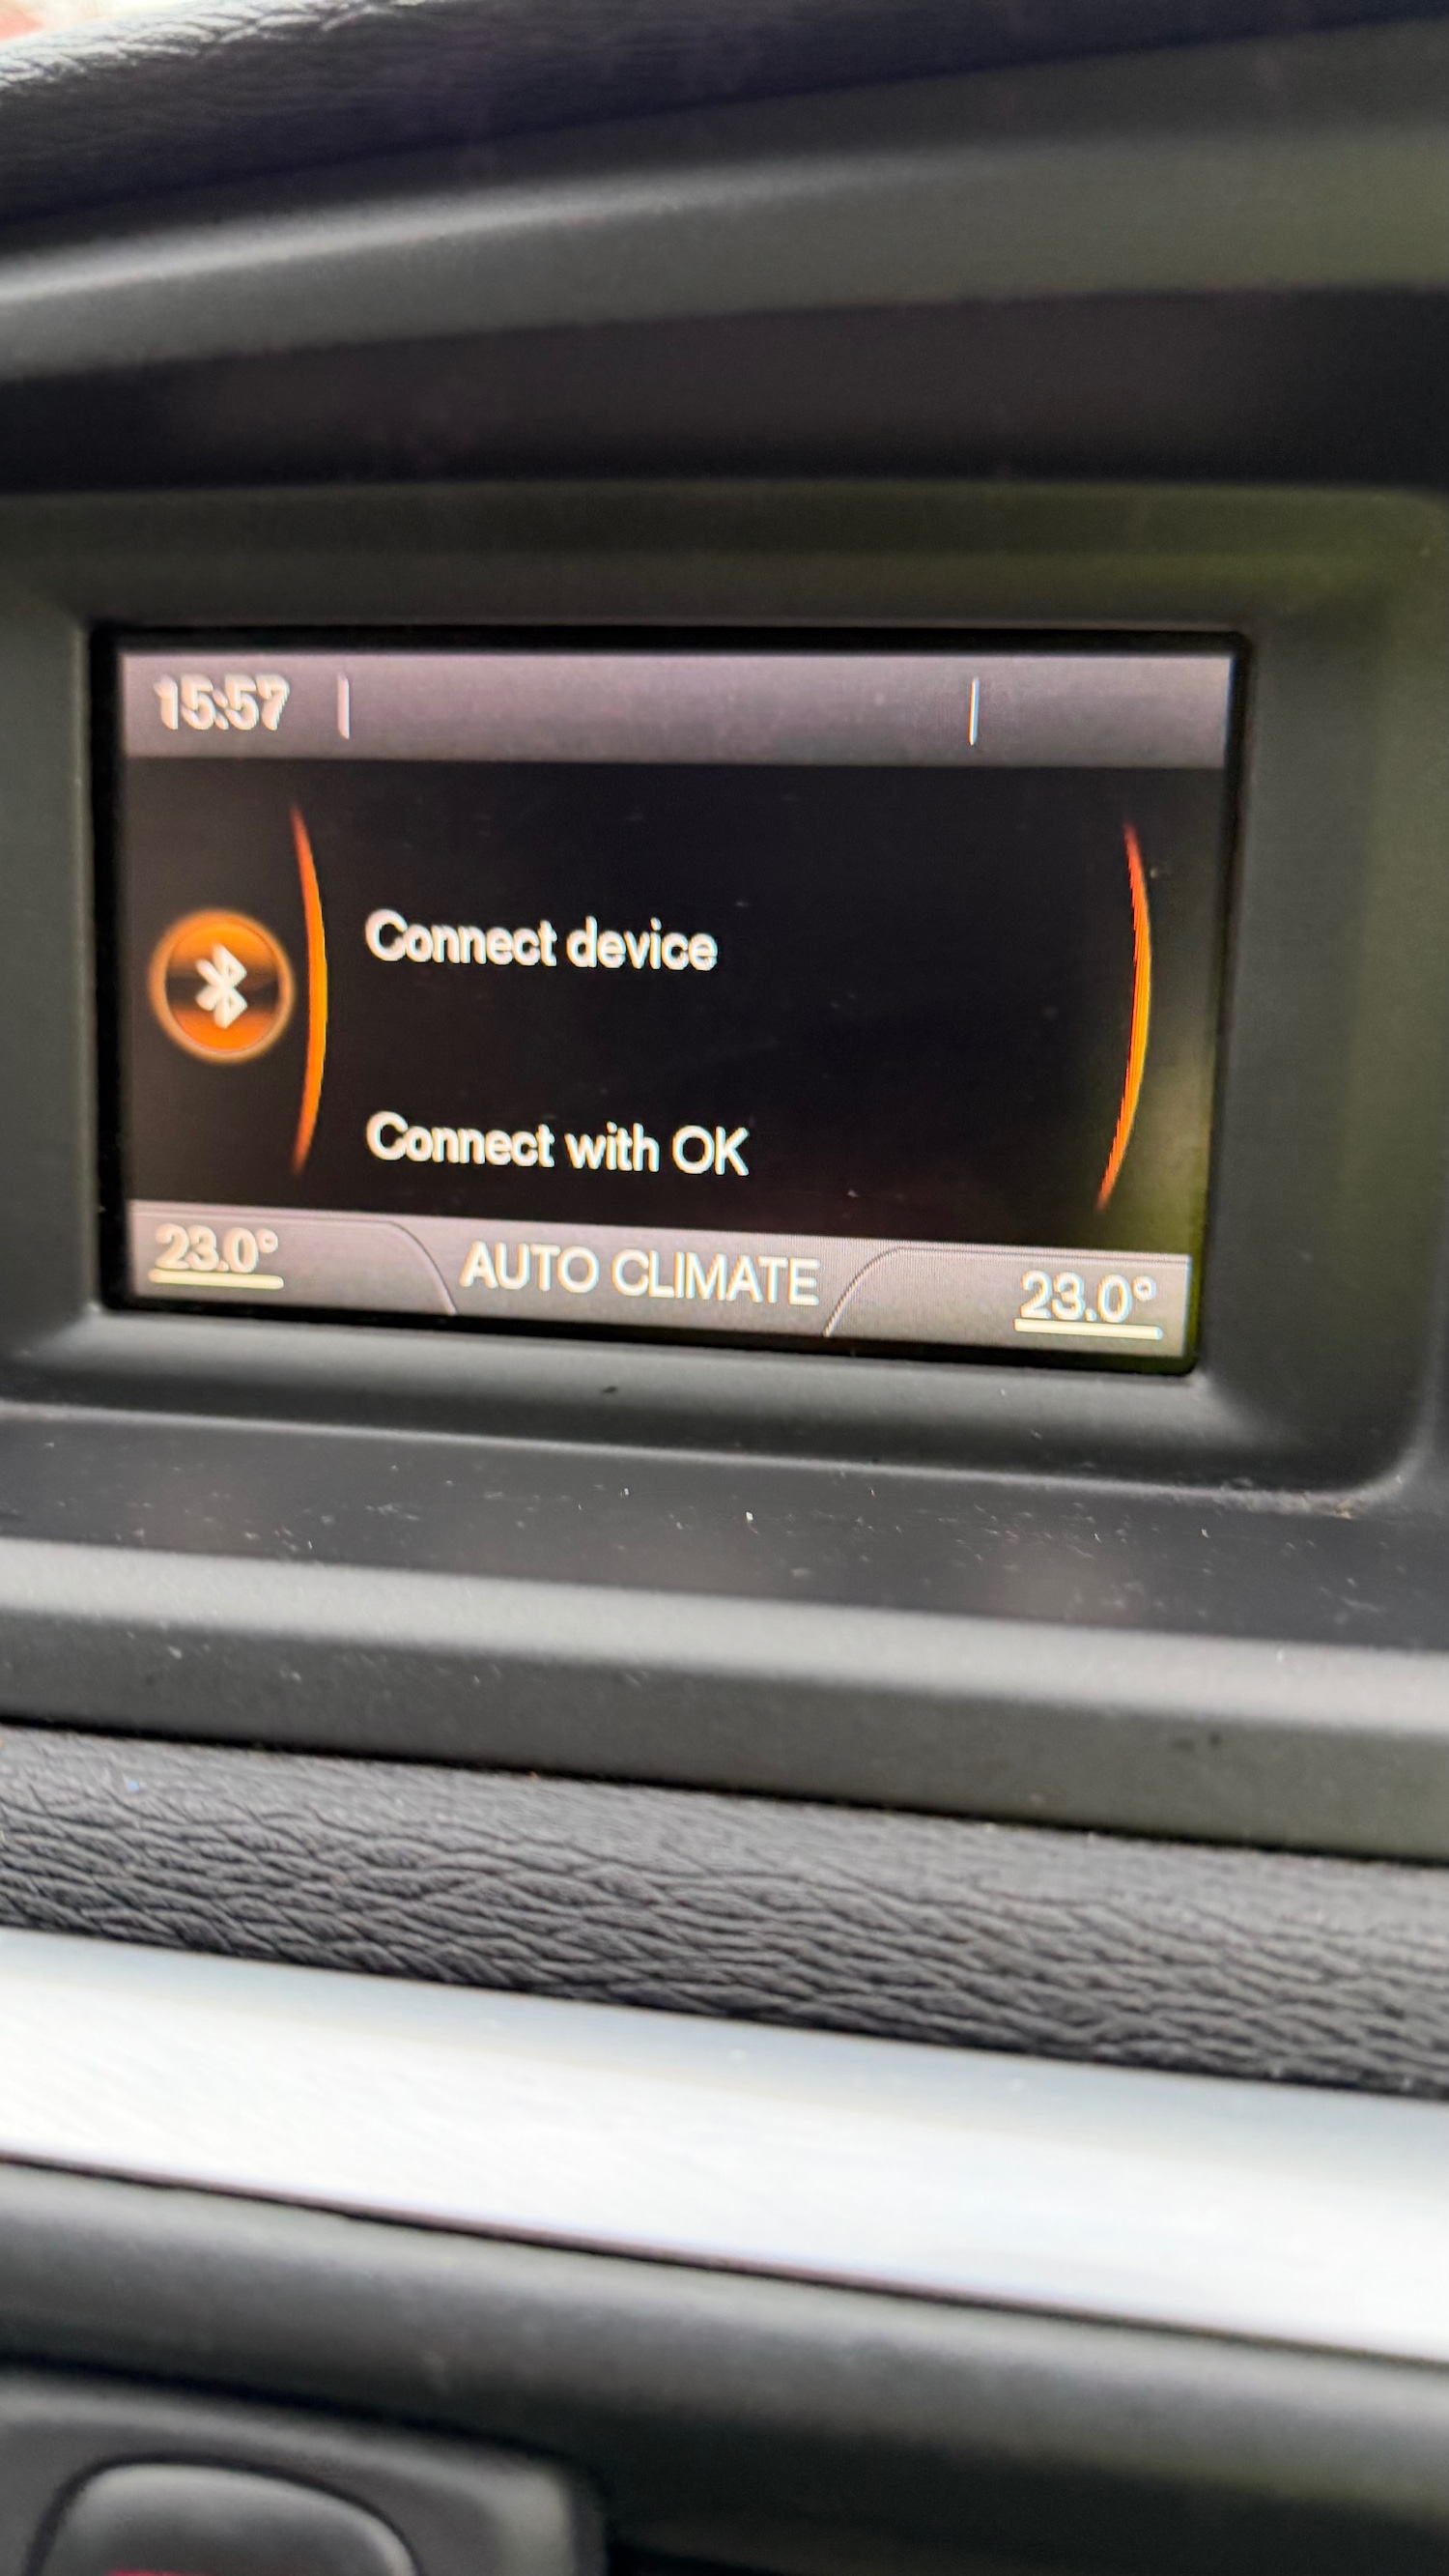 15:57
Connect device
Connect with OK
23.0° AUTO CLIMATE 23.0°